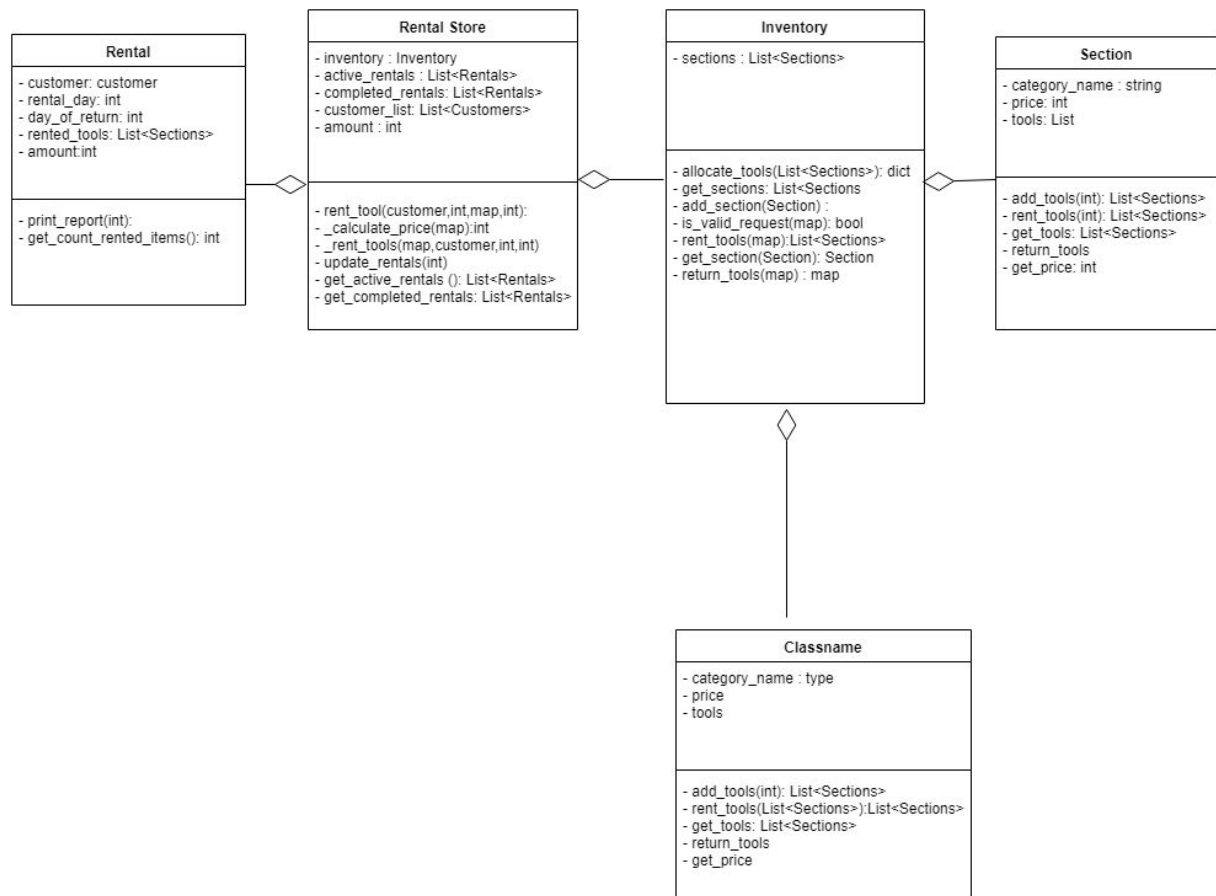 Rental
- customer: customer
- rental_day: int
- day_of_return: int
- rented_tools: List<Sections>
- amount:int
- print_report(int):
- get_count_rented_items(): int
Rental Store
- inventory : Inventory
- active_rentals : List<Rentals>
- completed_rentals: List<Rentals>
- customer_list: List<Customers>
- amount : int
- rent_tool(customer,int,map,int):
- _calculate_price(map):int
- _rent_tools(map,customer,int,int)
- update_rentals(int)
- get_active_rentals (): List<Rentals>
- get_completed_rentals: List<Rentals>
Inventory
- sections : List<Sections>
- allocate_tools(List<Sections>): dict
- get_sections: List<Sections
- add_section(Section) :
- is_valid_request(map): bool
- rent_tools(map):List<Sections>
- get_section(Section): Section
- return_tools(map) : map
Section
- category_name : string
- price: int
- tools: List
- add_tools(int): List<Sections>
- rent_tools(int): List<Sections>
- get_tools: List<Sections>
- return_tools
- get_price: int
Classname
- category_name : type
- price
- tools
- add_tools(int): List<Sections>
- rent_tools(List<Sections>):List<Sections>
- get_tools: List<Sections>
- return_tools
- get_price